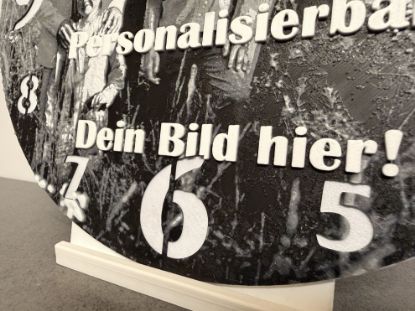 Personalisierba
8
Dein Bild hier!
7 6 5